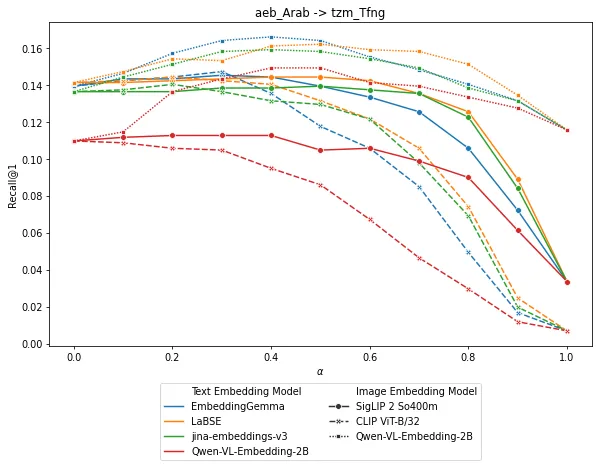 aeb_Arab -> tzm_Tfng
Recall@1
0.16
0.14
0.12
0.10
0.08
0.06
0.04
0.02
0.00
0.0 0.2 0.4 0.6 0.8 1.0
α
Text Embedding Model Image Embedding Model
EmbeddingGemma SigLIP 2 So400m
LaBSE CLIP ViT-B/32
jina-embeddings-v3 Qwen-VL-Embedding-2B
Qwen-VL-Embedding-2B